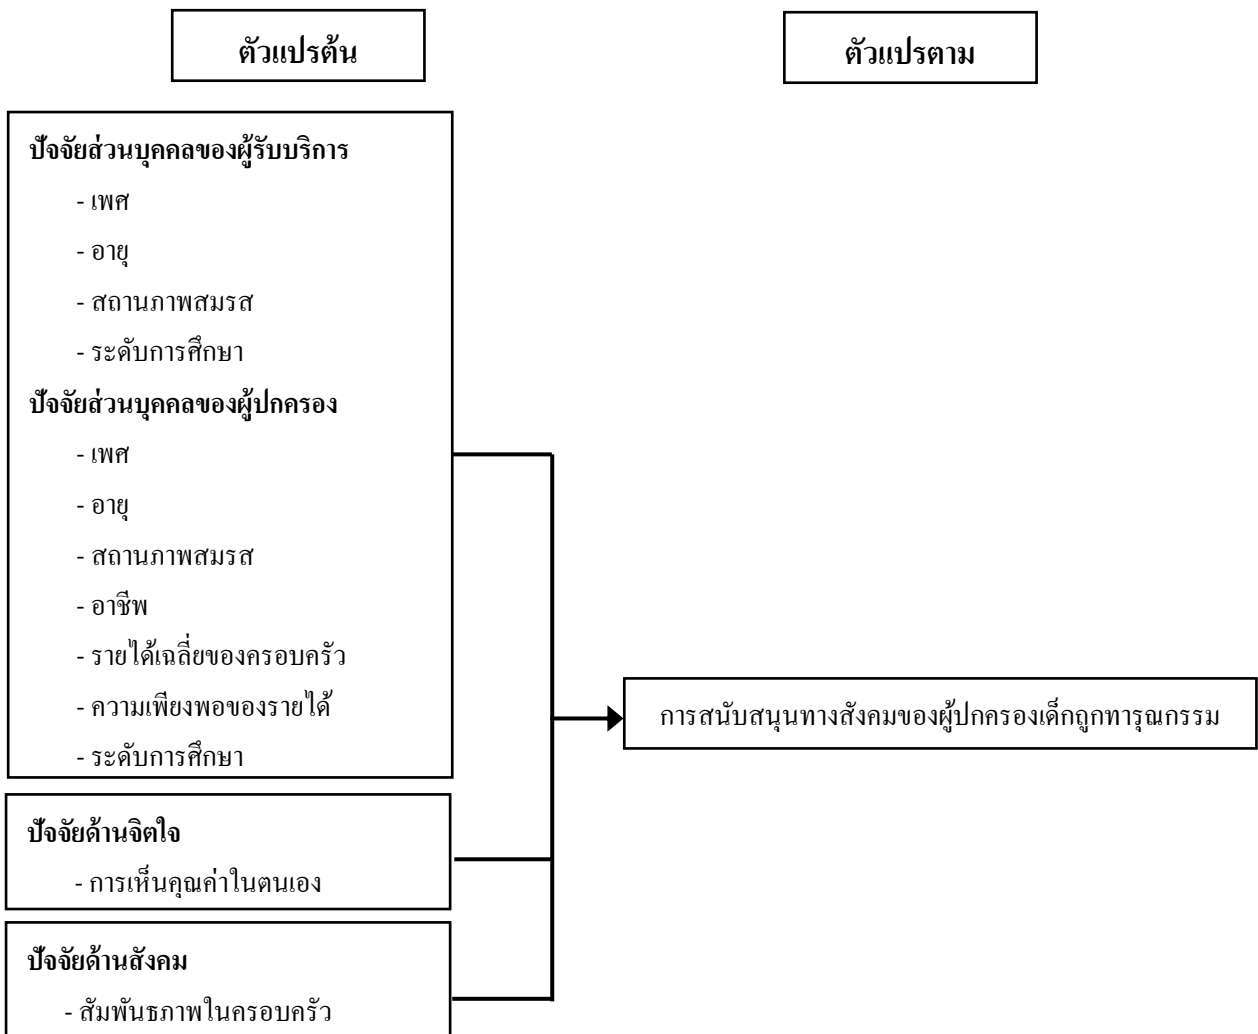 ตัวแปรต้น
ตัวแปรตาม
ปัจจัยส่วนบุคคลของผู้รับบริการ
- เพศ
- อายุ
- สถานภาพสมรส
- ระดับการศึกษา
ปัจจัยส่วนบุคคลของผู้ปกครอง
- เพศ
- อายุ
- สถานภาพสมรส
- อาชีพ
- รายได้เฉลี่ยของครอบครัว
- ความเพียงพอของรายได้
- ระดับการศึกษา
การสนับสนุนทางสังคมของผู้ปกครองเด็กถูกทารุณกรรม
ปัจจัยด้านจิตใจ
- การเห็นคุณค่าในตนเอง
ปัจจัยด้านสังคม
- สัมพันธภาพในครอบครัว